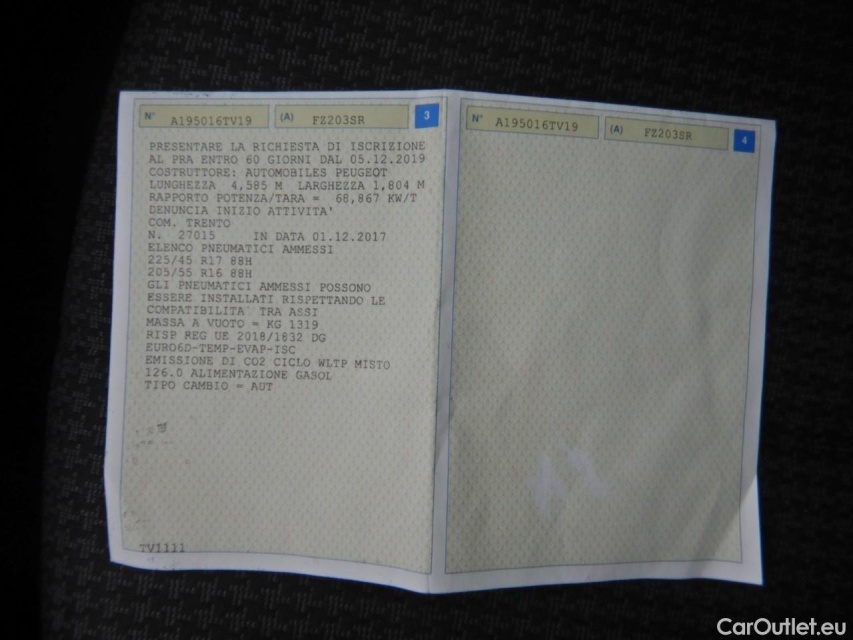 N° A195016TV19 (A) FZ203SR 3
PRESENTARE LA RICHIESTA DI ISCRIZIONE
AL PRA ENTRO 60 GIORNI DAL 05.12.2019
COSTRUTTORE: AUTOMOBILES PEUGEOT
LUNGHEZZA 4,585 M LARGHEZZA 1,804 M
RAPPORTO POTENZA/TARA = 68,867 KW/T
DENUNCIA INIZIO ATTIVITA'
COM. TRENTO
N. 27015 IN DATA 01.12.2017
ELENCO PNEUMATICI AMMESSI
225/45 R17 88H
205/55 R16 88H
GLI PNEUMATICI AMMESSI POSSONO
ESSERE INSTALLATI RISPETTANDO LE
COMPATIBILITA' TRA ASSI
MASSA A VUOTO = KG 1319
RISP REG UE 2018/1832 DG
EURO6D-TEMP-EVAP-ISC
EMISSIONE DI CO2 CICLO WLTP MISTO
126.0 ALIMENTAZIONE GASOL
TIPO CAMBIO = AUT
TV1111
N° A195016TV19 (A) FZ203SR 4
CarOutlet.eu